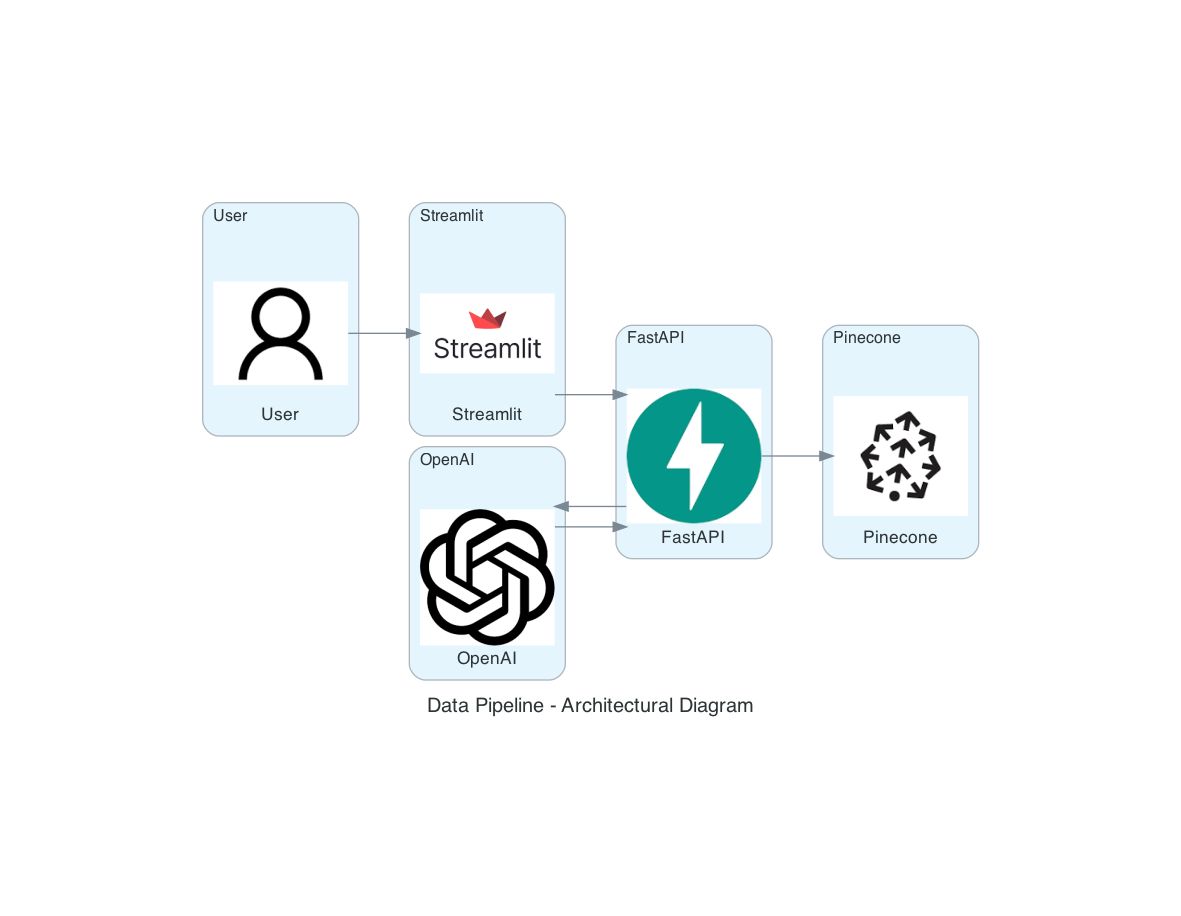 User
User
Streamlit
Streamlit
Streamlit
FastAPI
FastAPI
Pinecone
Pinecone
OpenAI
OpenAI
Data Pipeline - Architectural Diagram